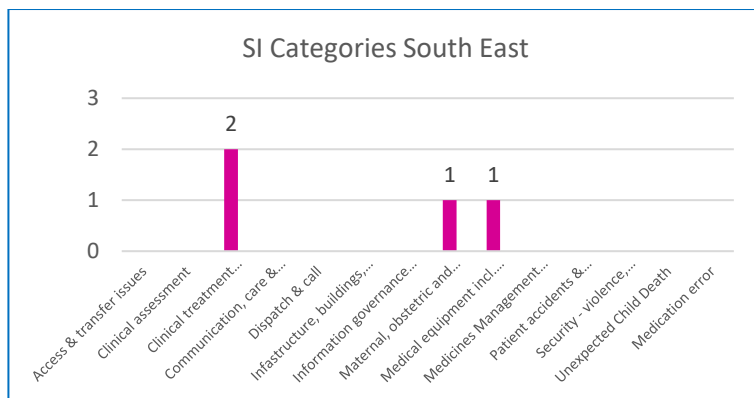 SI Categories South East
3
2
1
0
2
1
1
Access & transfer issues
Clinical assessment
Clinical treatment...
Communication, care &...
Dispatch & call
Infastructure, buildings,...
Information governance...
Maternal, obstetric and...
Medical equipment incl....
Medicines Management...
Patient accidents &...
Security - violence,...
Unexpected Child Death
Medication error